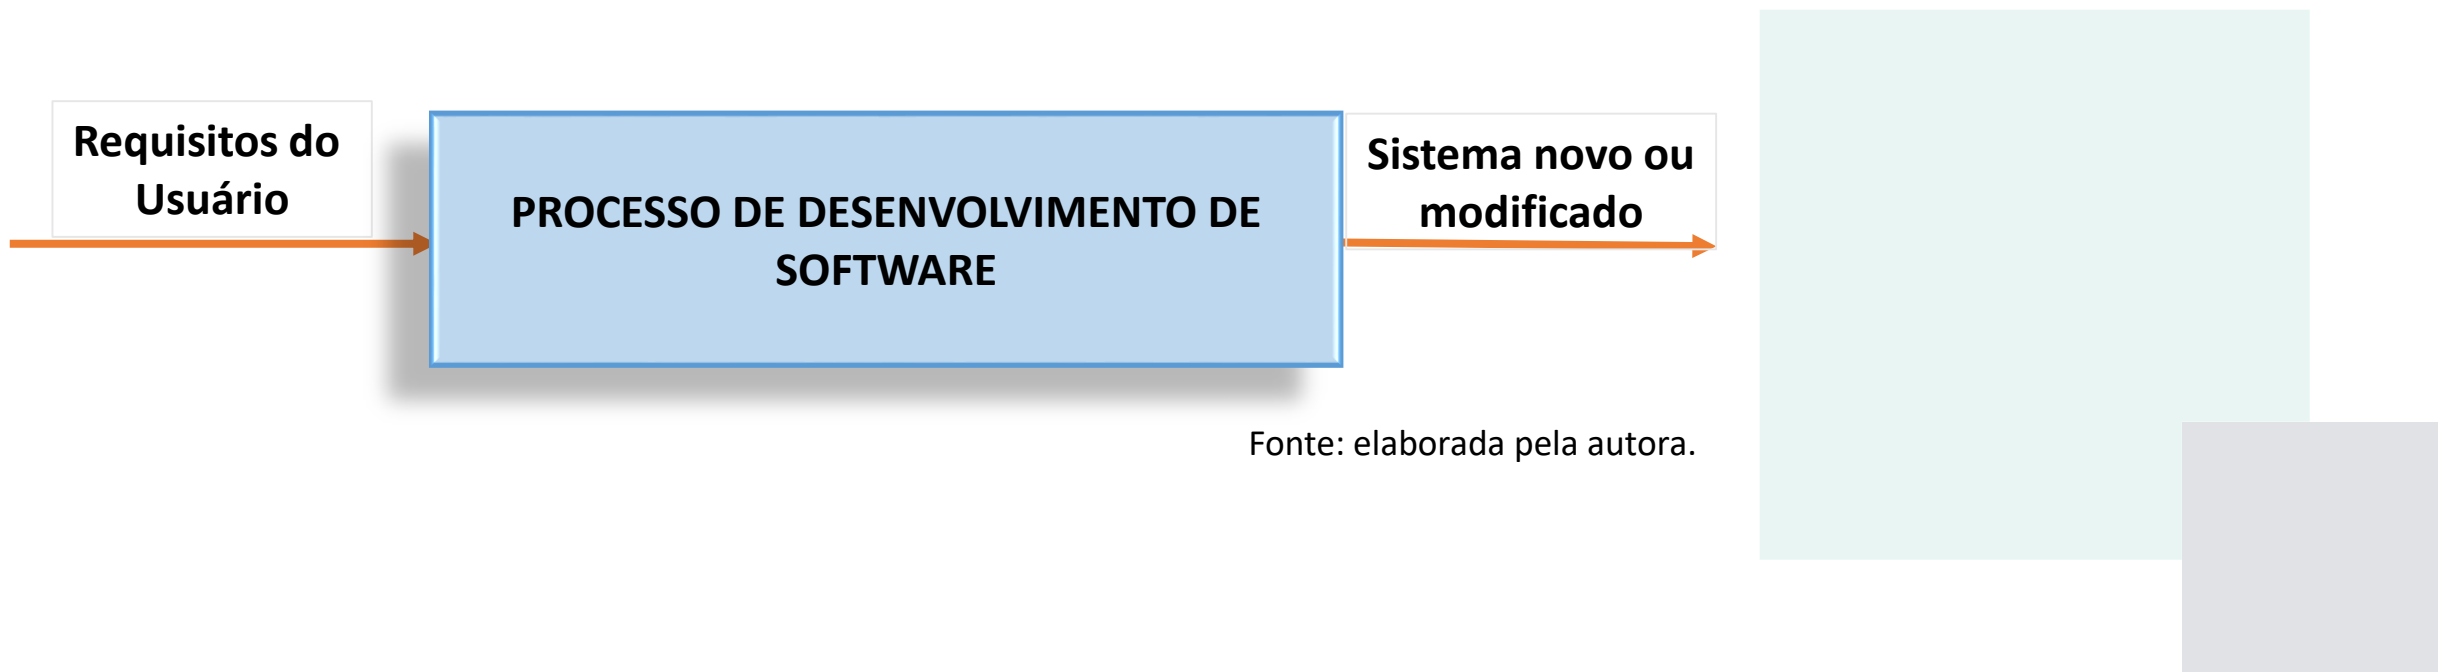 Requisitos do
Usuário
PROCESSO DE DESENVOLVIMENTO DE
SOFTWARE
Sistema novo ou
modificado
Fonte: elaborada pela autora.